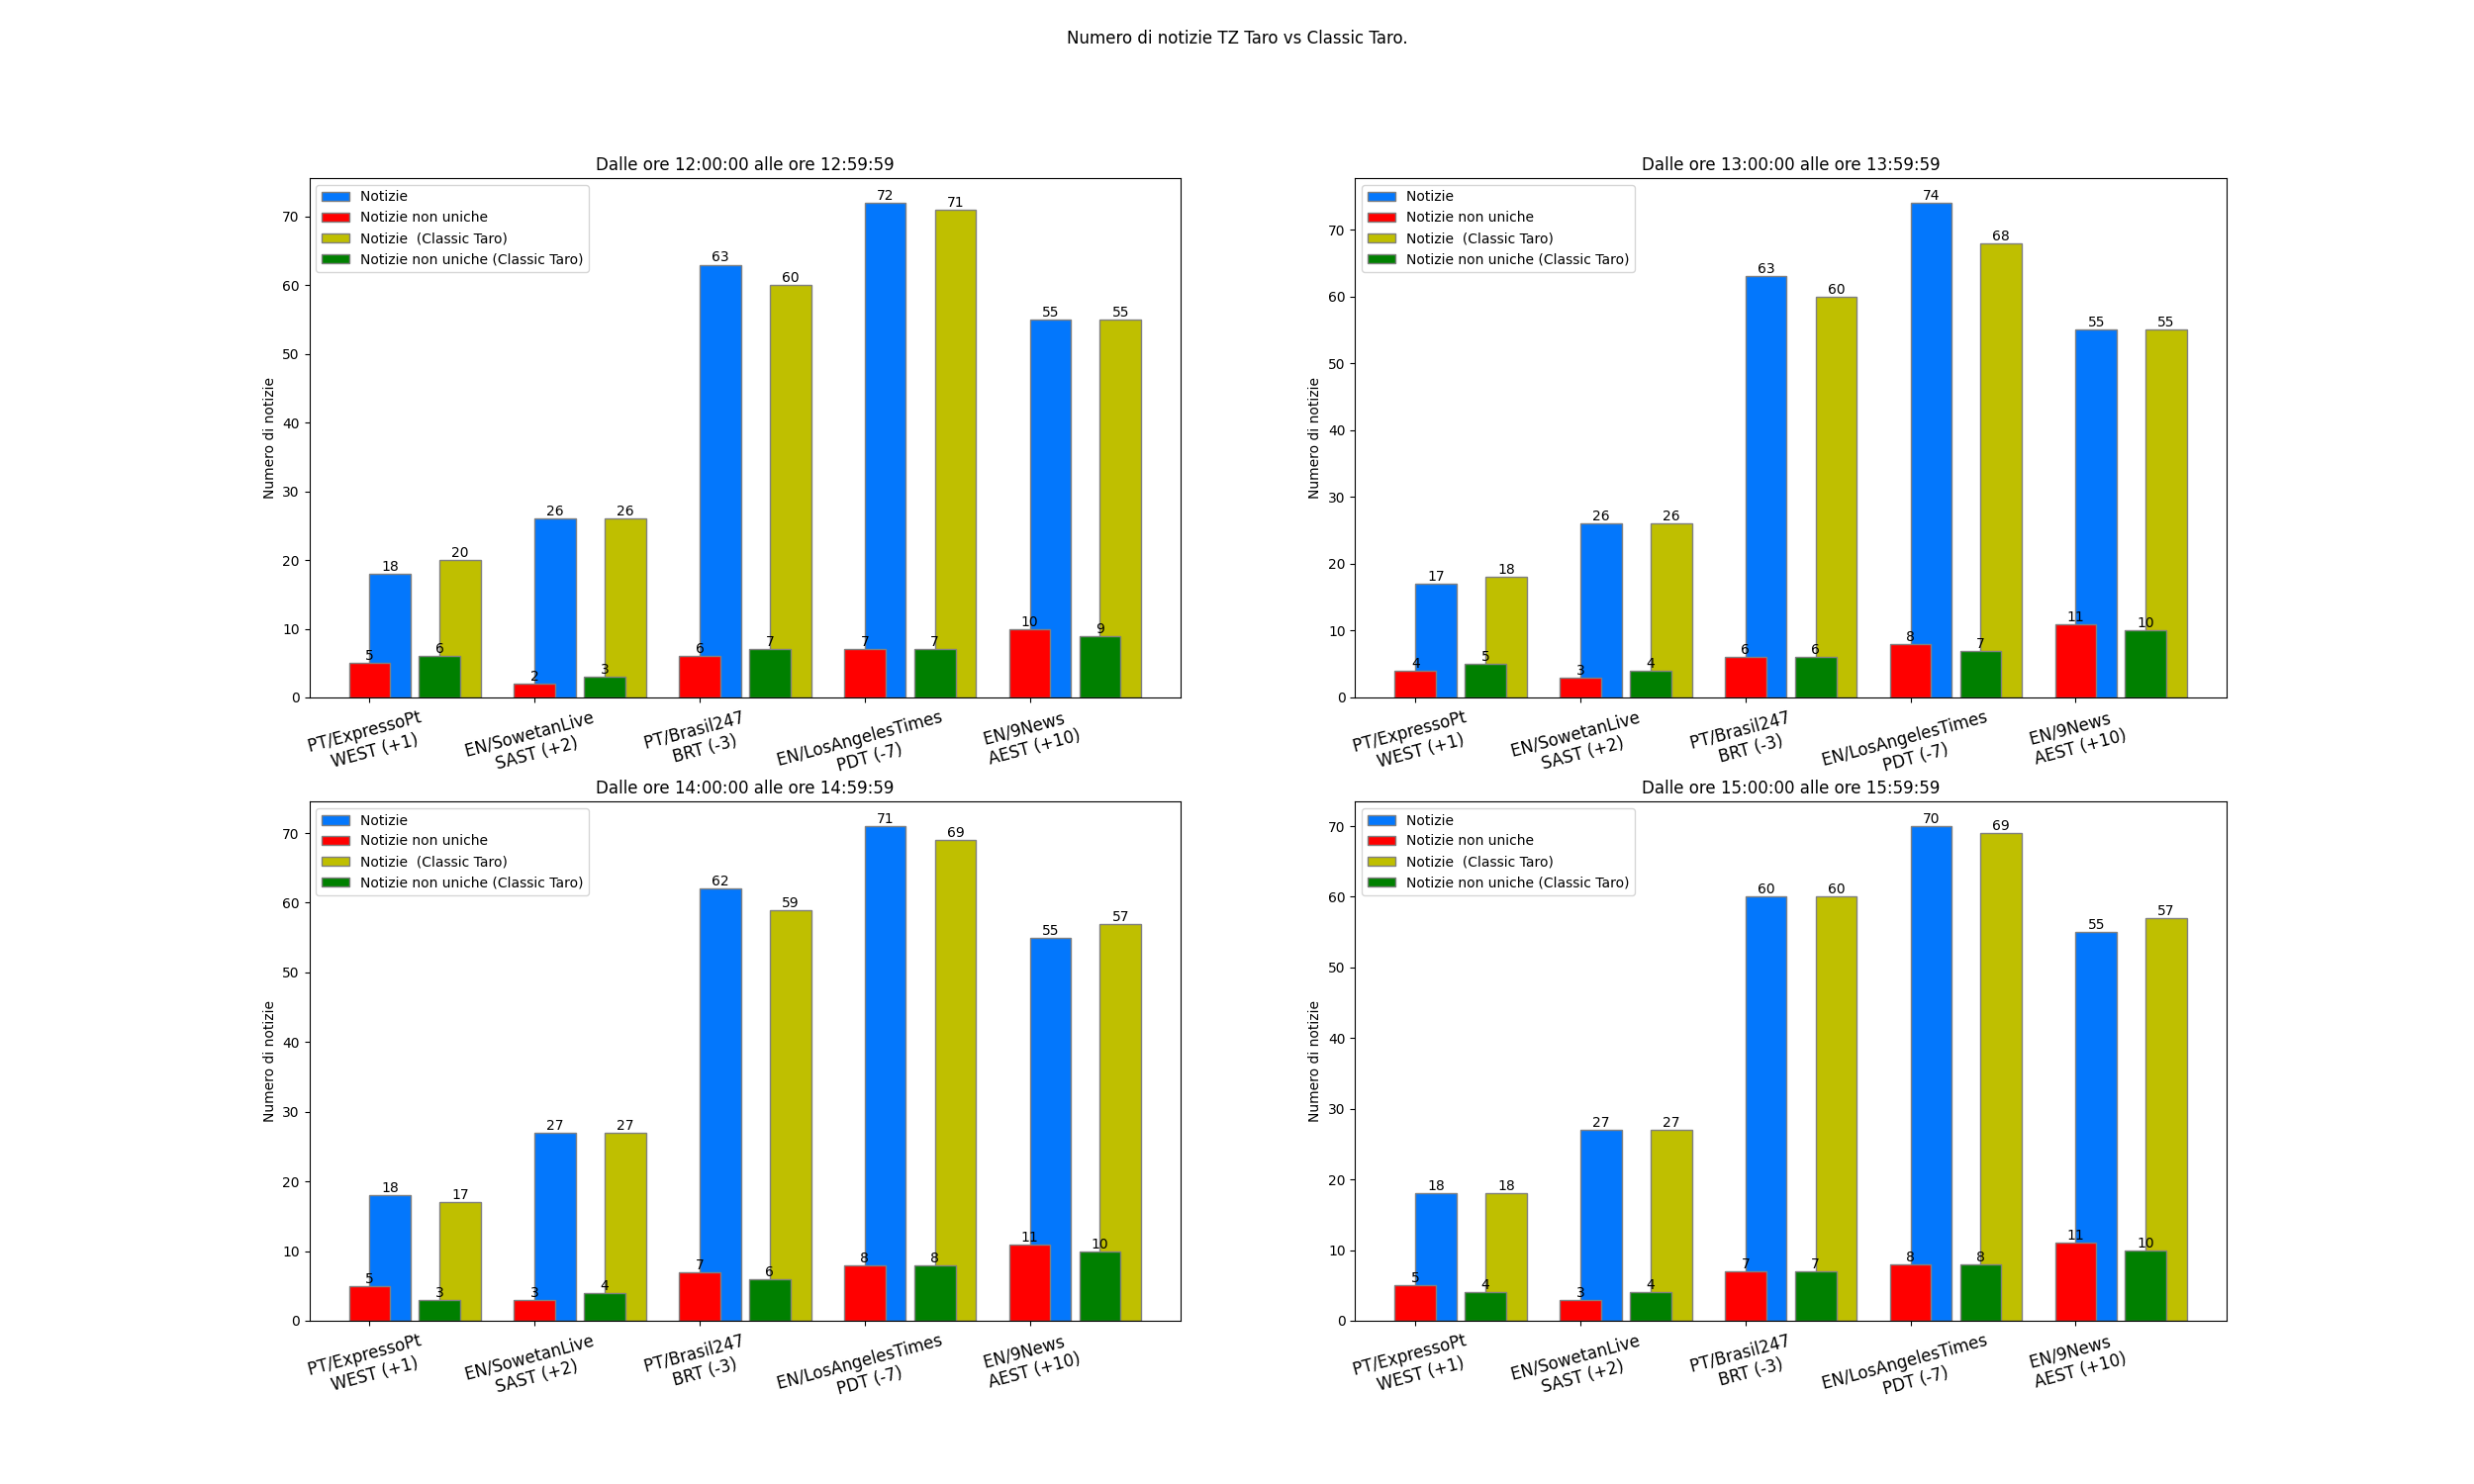 Numero di notizie TZ Taro vs Classic Taro.
Dalle ore 12:00:00 alle ore 12:59:59
Notizie
Notizie non uniche
Notizie  (Classic Taro)
Notizie non uniche (Classic Taro)
Numero di notizie
70
60
50
40
30
20
10
0
18
20
26
26
63
60
72
71
55
55
5
6
2
3
6
7
7
7
10
9
PT/ExpressoPt
WEST (+1)
EN/SowetanLive
SAST (+2)
PT/Brasil247
BRT (-3)
EN/LosAngelesTimes
PDT (-7)
EN/9News
AEST (+10)
Dalle ore 13:00:00 alle ore 13:59:59
Notizie
Notizie non uniche
Notizie  (Classic Taro)
Notizie non uniche (Classic Taro)
Numero di notizie
70
60
50
40
30
20
10
0
17
18
26
26
63
60
74
68
55
55
4
5
3
4
6
6
8
7
11
10
PT/ExpressoPt
WEST (+1)
EN/SowetanLive
SAST (+2)
PT/Brasil247
BRT (-3)
EN/LosAngelesTimes
PDT (-7)
EN/9News
AEST (+10)
Dalle ore 14:00:00 alle ore 14:59:59
Notizie
Notizie non uniche
Notizie  (Classic Taro)
Notizie non uniche (Classic Taro)
Numero di notizie
70
60
50
40
30
20
10
0
18
17
27
27
62
59
71
69
55
57
5
3
3
4
7
6
8
8
11
10
PT/ExpressoPt
WEST (+1)
EN/SowetanLive
SAST (+2)
PT/Brasil247
BRT (-3)
EN/LosAngelesTimes
PDT (-7)
EN/9News
AEST (+10)
Dalle ore 15:00:00 alle ore 15:59:59
Notizie
Notizie non uniche
Notizie  (Classic Taro)
Notizie non uniche (Classic Taro)
Numero di notizie
70
60
50
40
30
20
10
0
18
18
27
27
60
60
70
69
55
57
5
4
3
4
7
7
8
8
11
10
PT/ExpressoPt
WEST (+1)
EN/SowetanLive
SAST (+2)
PT/Brasil247
BRT (-3)
EN/LosAngelesTimes
PDT (-7)
EN/9News
AEST (+10)